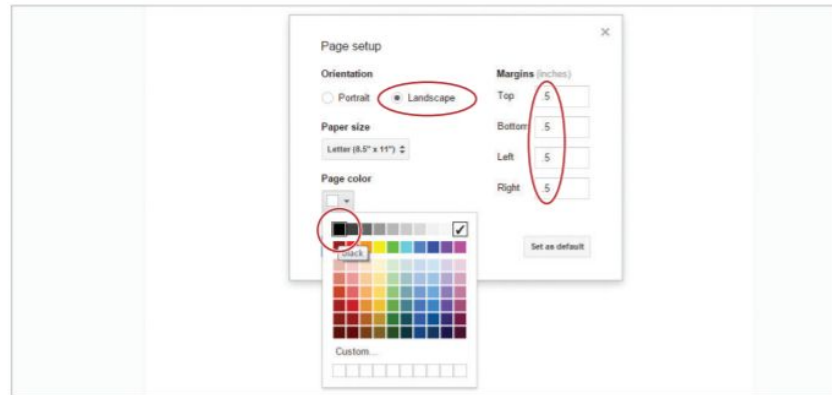 Page setup
Orientation
Portrait
Landscape
Paper size
Letter (8.5" x 11")
Page color
black
Custom...
Margins (inches)
Top .5
Bottom .5
Left .5
Right .5
Set as default